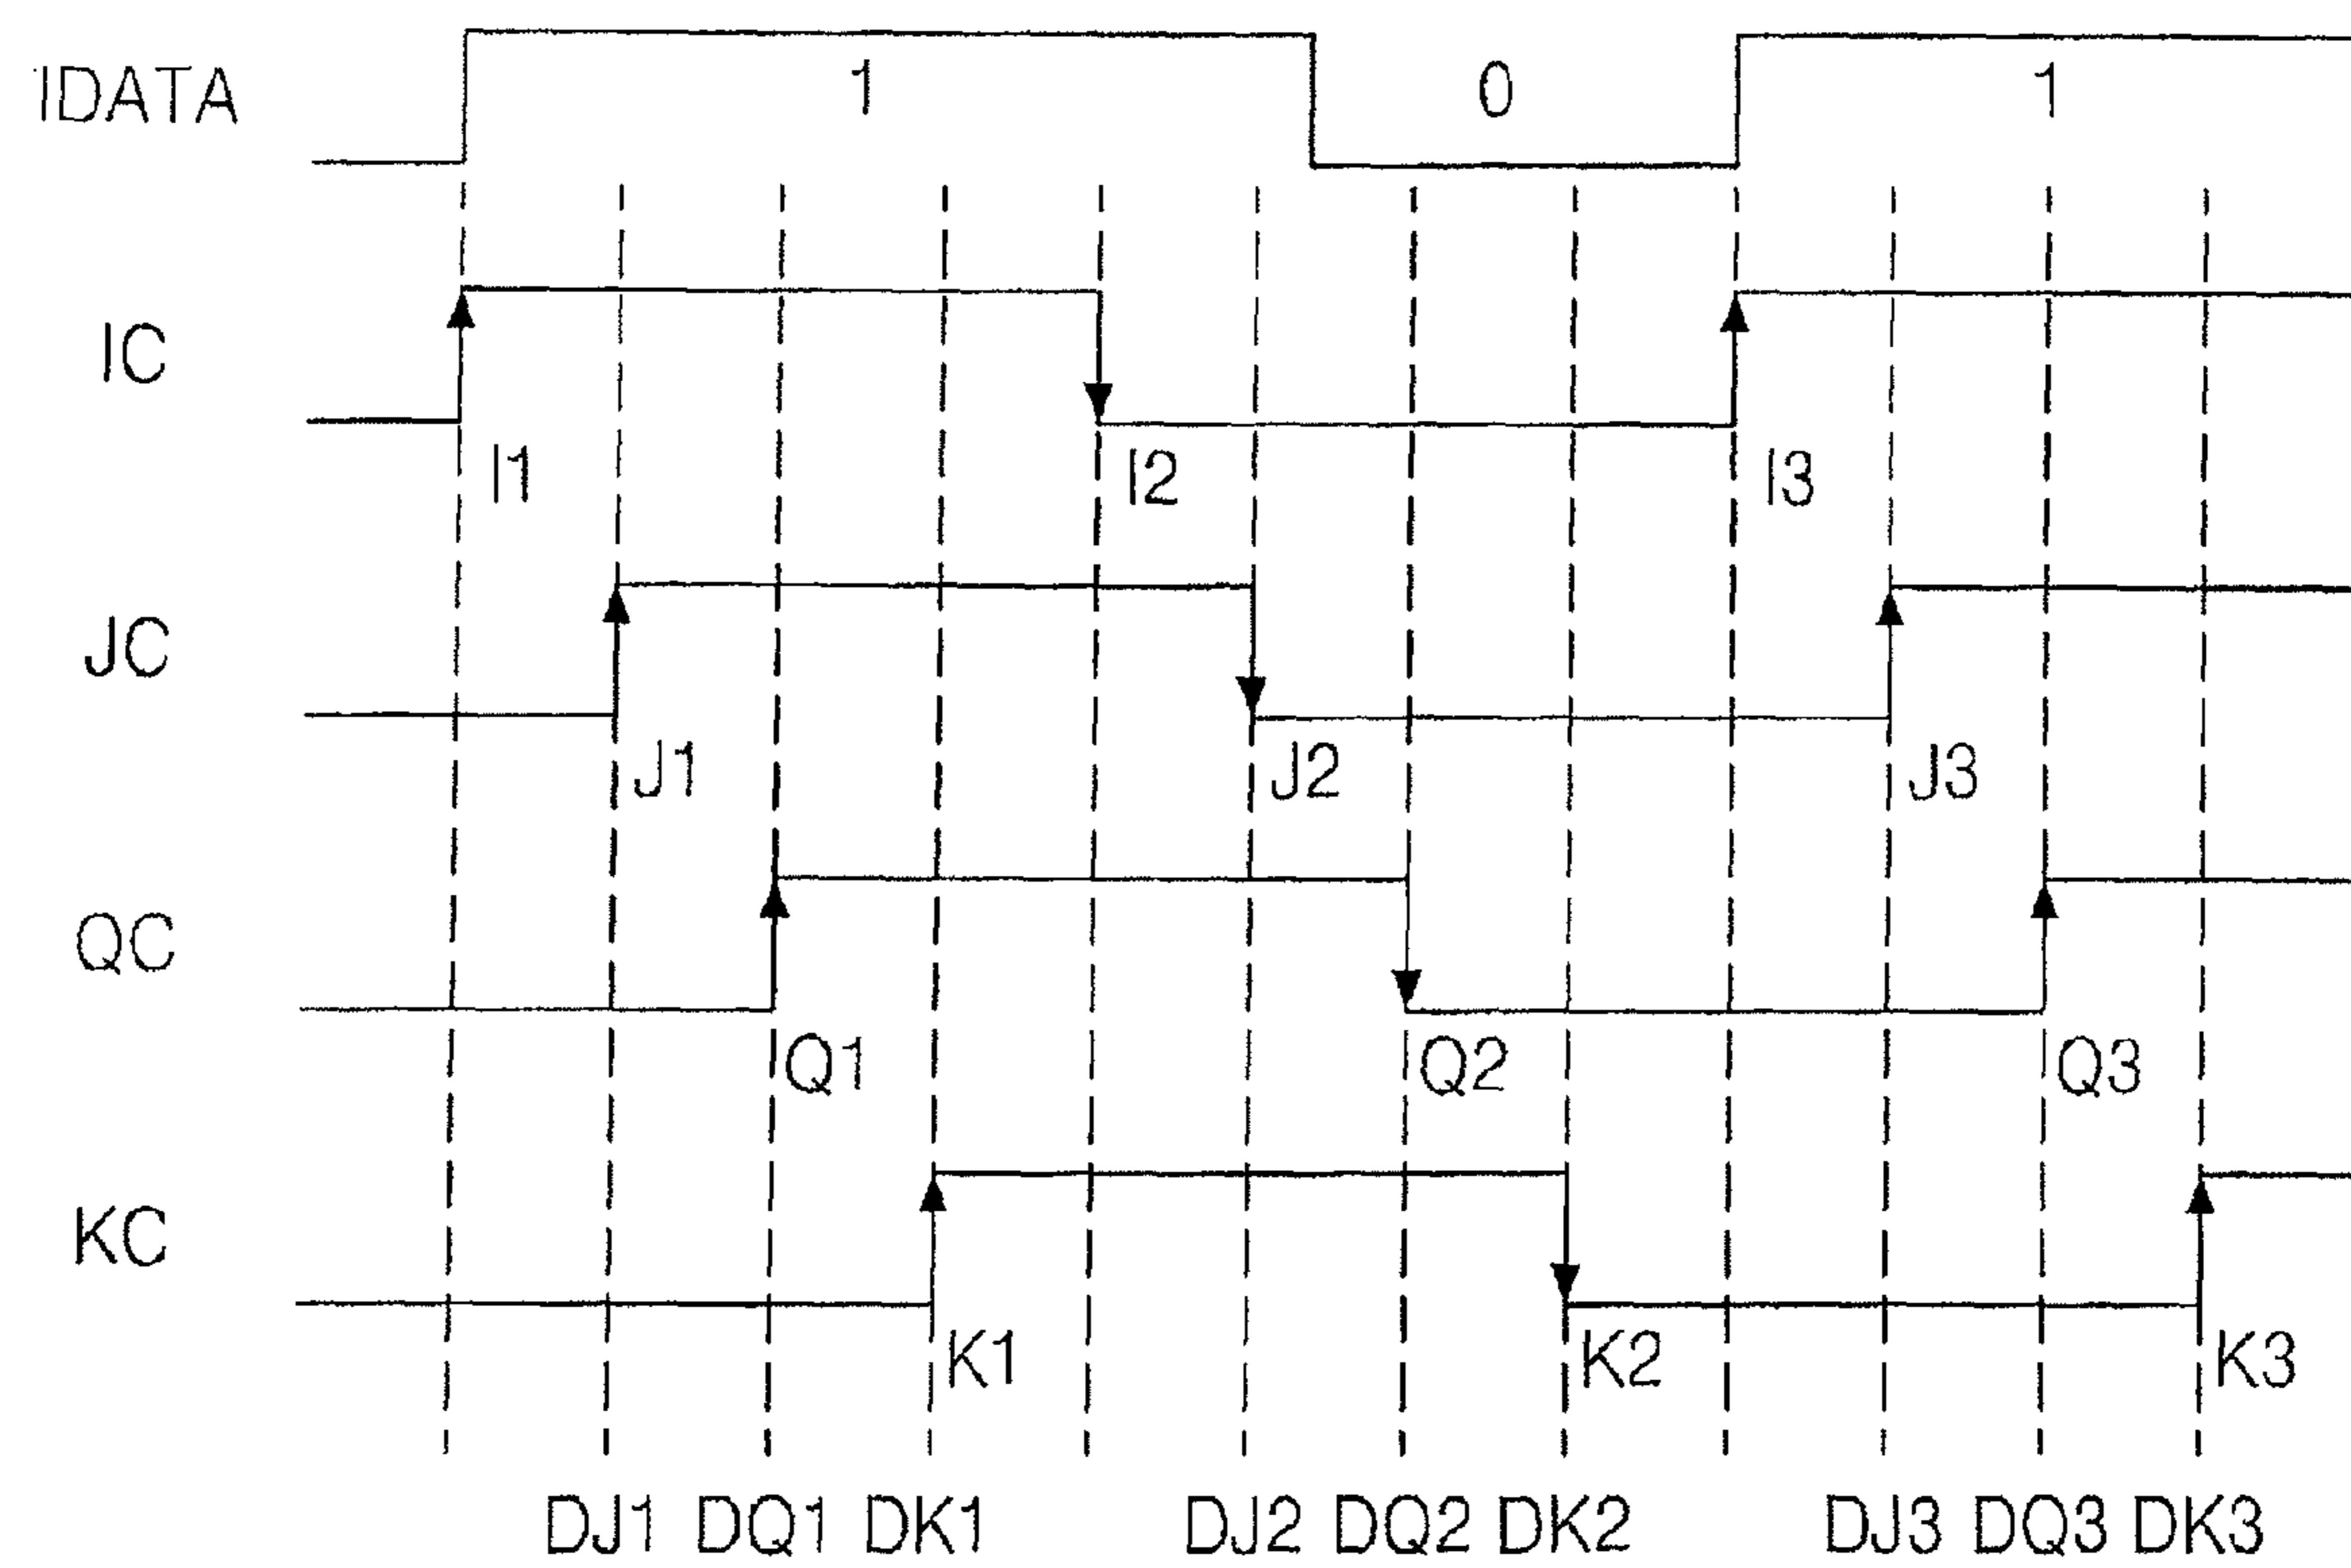 IDATA 1 0 1
IC
I1 I2 I3
JC
J1 J2 J3
QC
Q1 Q2 Q3
KC
K1 K2 K3
DJ1 DQ1 DK1 DJ2 DQ2 DK2 DJ3 DQ3 DK3